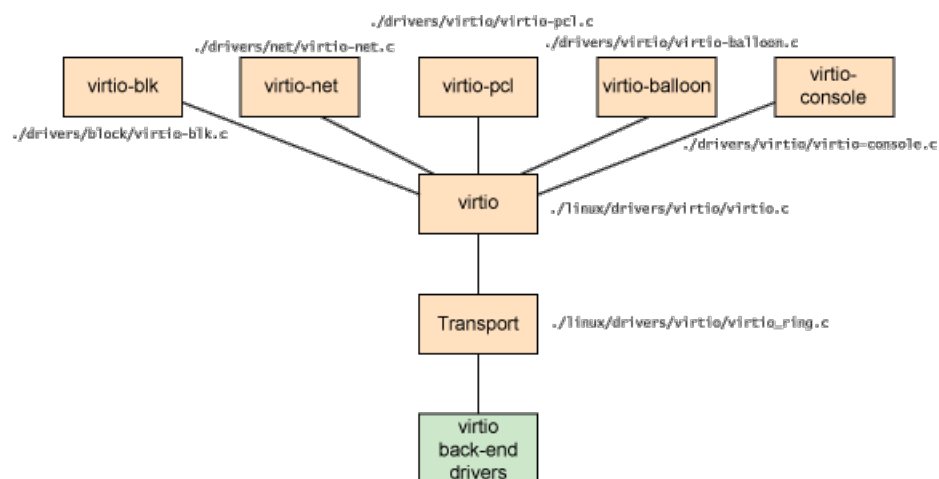 ./drivers/virtio/virtio-pcl.c
./drivers/net/virtio-net.c
./drivers/virtio/virtio-balloon.c
virtio-blk
virtio-net
virtio-pcl
virtio-balloon
virtio-
console
./drivers/block/virtio-blk.c
./drivers/virtio/virtio-console.c
virtio
./linux/drivers/virtio/virtio.c
Transport
./linux/drivers/virtio/virtio_ring.c
virtio
back-end
drivers